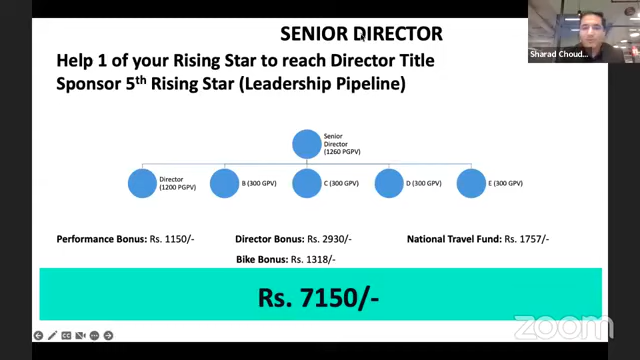 SENIOR DIRECTOR
Help 1 of your Rising Star to reach Director Title
Sponsor 5th Rising Star (Leadership Pipeline)
Senior
Director
(1260 PGPV)
Director
(1200 PGPV)
B (300 GPV)
C (300 GPV)
D (300 GPV)
E (300 GPV)
Performance Bonus: Rs. 1150/-
Director Bonus: Rs. 2930/-
National Travel Fund: Rs. 1757/-
Bike Bonus: Rs. 1318/-
Rs. 7150/-
Sharad Choud...
CC
zoom